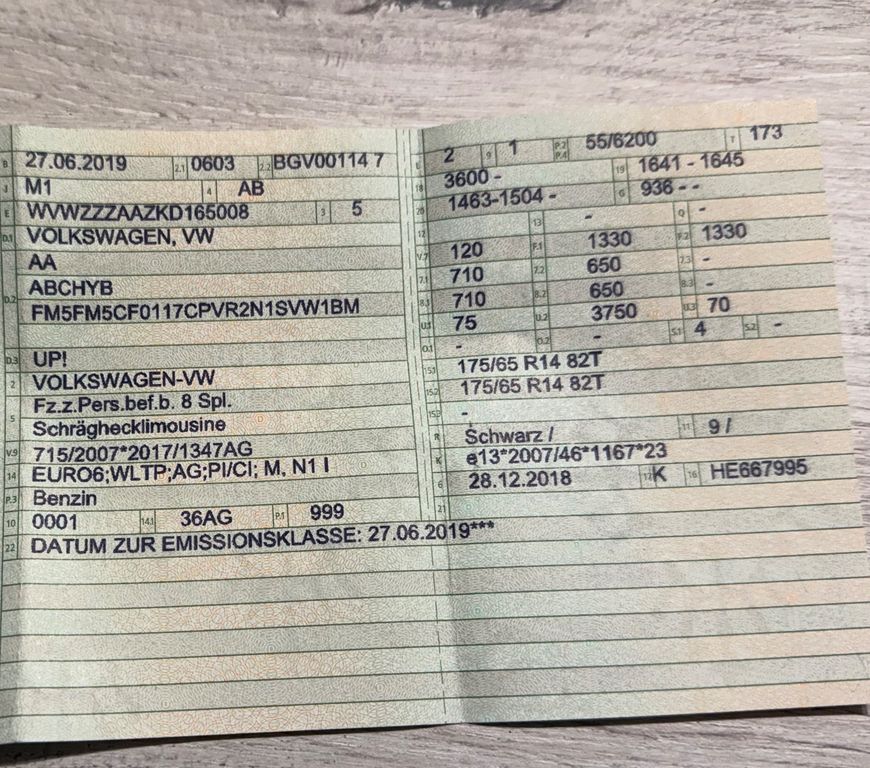 B 27.06.2019 2.1 0603 2.2 BGV00114 7
J M1 4 AB
E WVWZZZAAZKD165008 3 5
D.1 VOLKSWAGEN, VW
AA
D.2 ABCHYB
FM5FM5CF0117CPVR2N1SVW1BM
D.3 UP!
2 VOLKSWAGEN-VW
5 Fz.z.Pers.bef.b. 8 Spl.
Schräghecklimousine
V.9 715/2007*2017/1347AG
14 EURO6;WLTP;AG;PI/CI; M, N1 I
P.3 Benzin
10 0001 14.1 36AG P.1 999
22 DATUM ZUR EMISSIONSKLASSE: 27.06.2019***
L 2 9 1 P.2 P.4 55/6200 T 173
18 3600 - 19 1641 - 1645
20 1463-1504 - G 936 - -
12 - 13 - Q -
V.7 120 F.1 1330 F.2 1330
7.1 710 7.2 650 7.3 -
8.1 710 8.2 650 8.3 -
U.1 75 U.2 3750 U.3 70
O.1 - O.2 - S.1 4 S.2 -
15.1 175/65 R14 82T
15.2 175/65 R14 82T
15.3 -
R Schwarz / 11 9 /
K e13*2007/46*1167*23
6 28.12.2018 17 K 16 HE667995
21